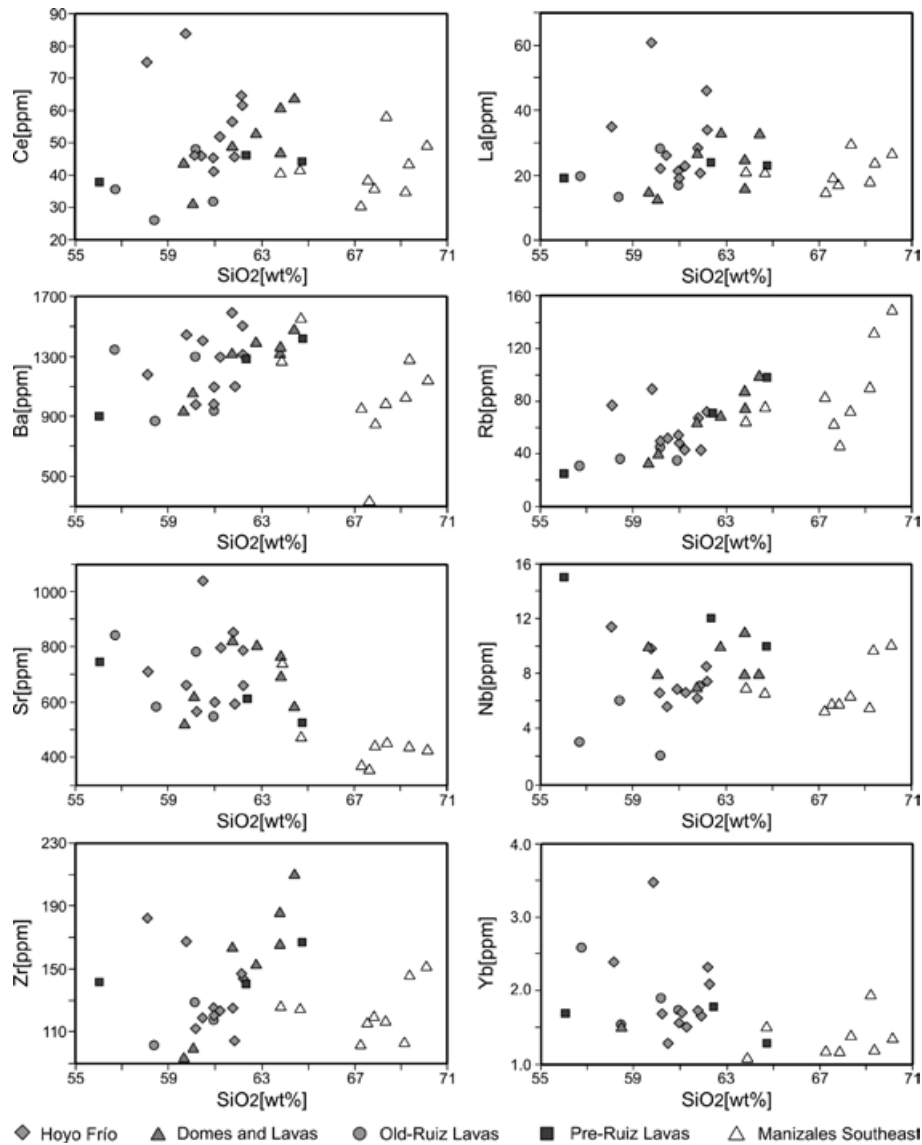 90
80
70
60
50
40
30
20
Ce[ppm]
55 59 63 67 71
SiO2[wt%]
60
40
20
0
La[ppm]
55 59 63 67 71
SiO2[wt%]
1700
1300
900
500
Ba[ppm]
55 59 63 67 71
SiO2[wt%]
160
120
80
40
0
Rb[ppm]
55 59 63 67 71
SiO2[wt%]
1000
800
600
400
Sr[ppm]
55 59 63 67 71
SiO2[wt%]
16
12
8
4
0
Nb[ppm]
55 59 63 67 71
SiO2[wt%]
230
190
150
110
Zr[ppm]
55 59 63 67 71
SiO2[wt%]
4.0
3.0
2.0
1.0
Yb[ppm]
55 59 63 67 71
SiO2[wt%]
Hoyo Frío Domes and Lavas Old-Ruiz Lavas Pre-Ruiz Lavas Manizales Southeast